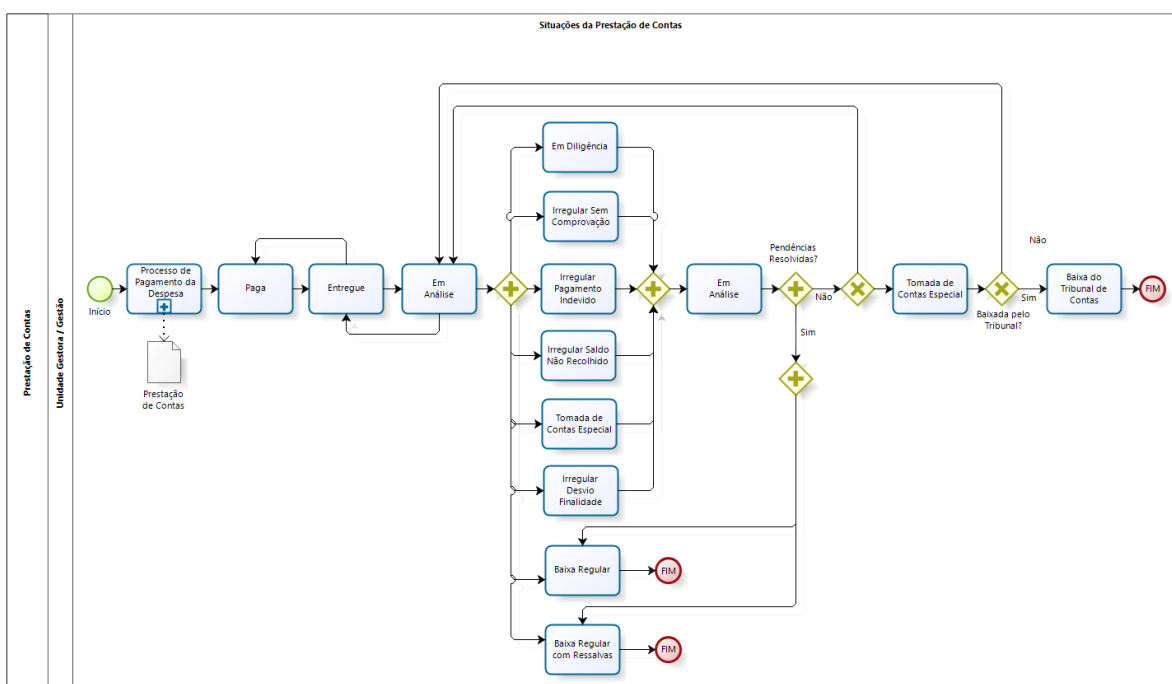 Situações da Prestação de Contas
Prestação de Contas
Unidade Gestora / Gestão
Início
Processo de
Pagamento da
Despesa
Prestação
de Contas
Paga
Entregue
Em
Análise
Em Diligência
Irregular Sem
Comprovação
Irregular
Pagamento
Indevido
Irregular Saldo
Não Recolhido
Tomada de
Contas Especial
Irregular
Desvio
Finalidade
Baixa Regular
FIM
Baixa Regular
com Ressalvas
FIM
Em
Análise
Pendências
Resolvidas?
Não
Sim
Tomada de
Contas Especial
Baixada pelo
Tribunal?
Não
Sim
Baixa do
Tribunal de
Contas
FIM